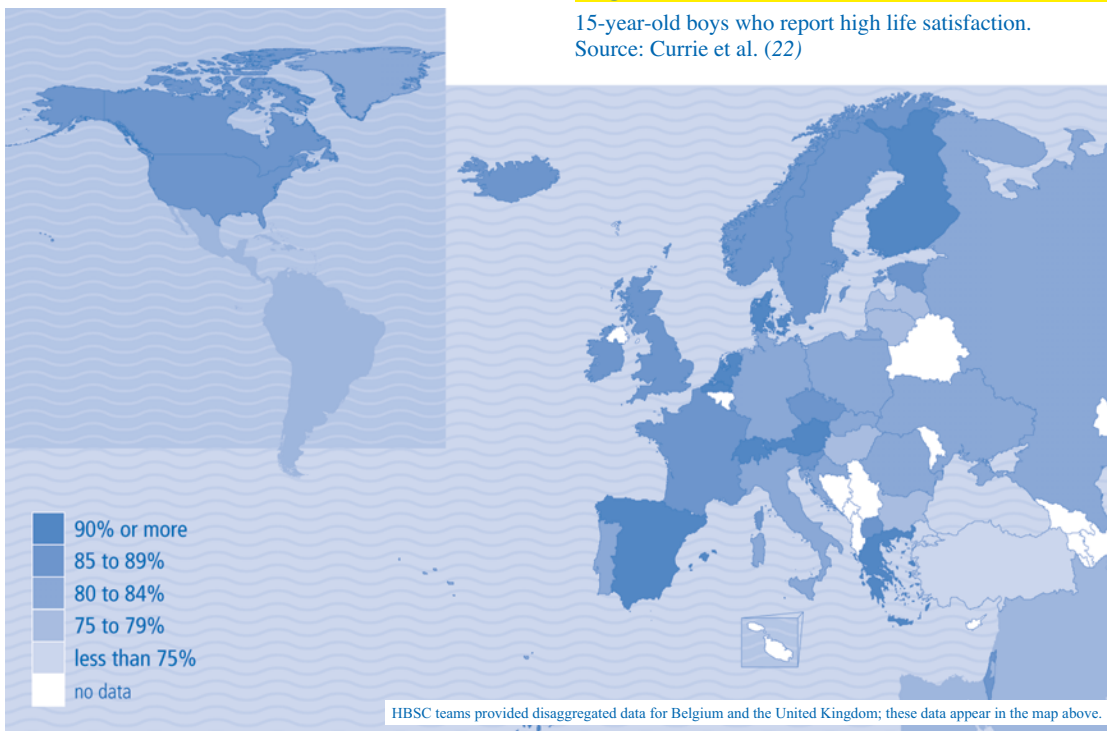 15-year-old boys who report high life satisfaction.
Source: Currie et al. (22)
90% or more
85 to 89%
80 to 84%
75 to 79%
less than 75%
no data
HBSC teams provided disaggregated data for Belgium and the United Kingdom; these data appear in the map above.